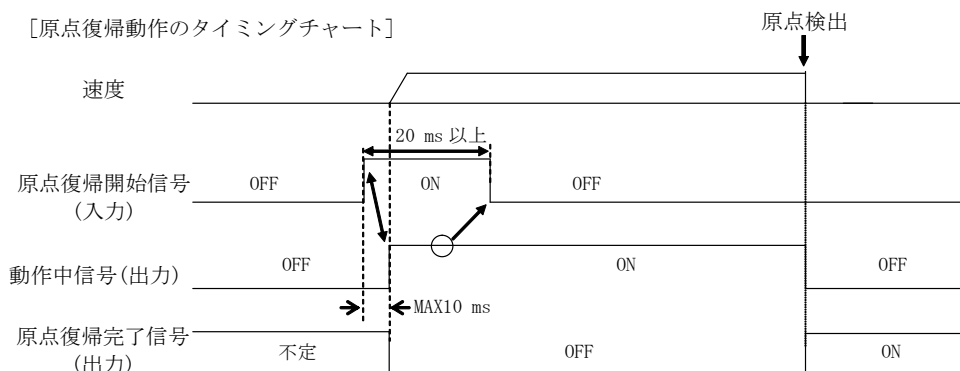 [原点復帰動作のタイミングチャート]
原点検出
速度
20 ms 以上
原点復帰開始信号
(入力)
OFF
ON
OFF
動作中信号(出力)
OFF
ON
OFF
MAX10 ms
原点復帰完了信号
(出力)
不定
OFF
ON